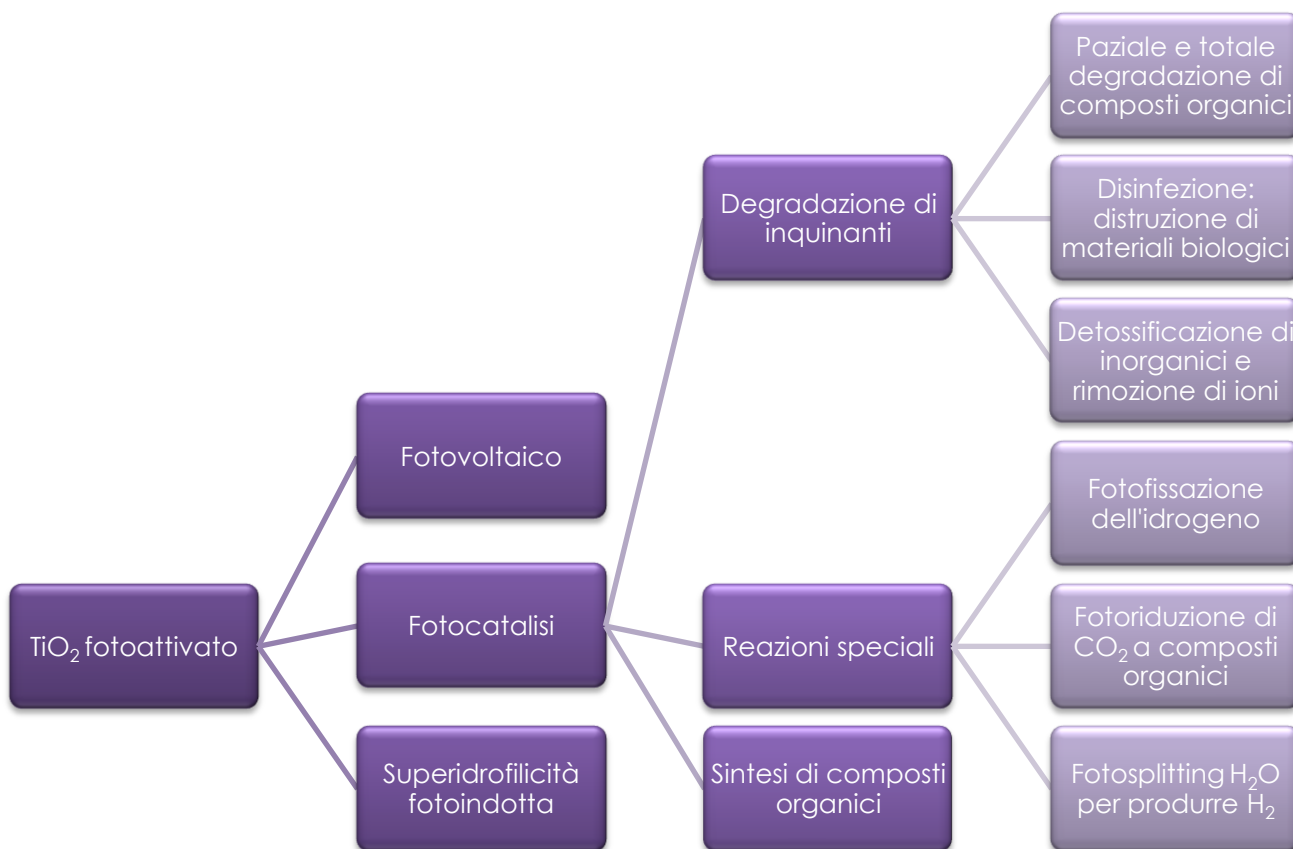 TiO₂ fotoattivato
Fotovoltaico
Fotocatalisi
Degradazione di
inquinanti
Paziale e totale
degradazione di
composti organici
Disinfezione:
distruzione di
materiali biologici
Detossificazione di
inorganici e
rimozione di ioni
Reazioni speciali
Fotofissazione
dell'idrogeno
Fotoriduzione di
CO₂ a composti
organici
Fotosplitting H₂O
per produrre H₂
Sintesi di composti
organici
Superidrofilicità
fotoindotta